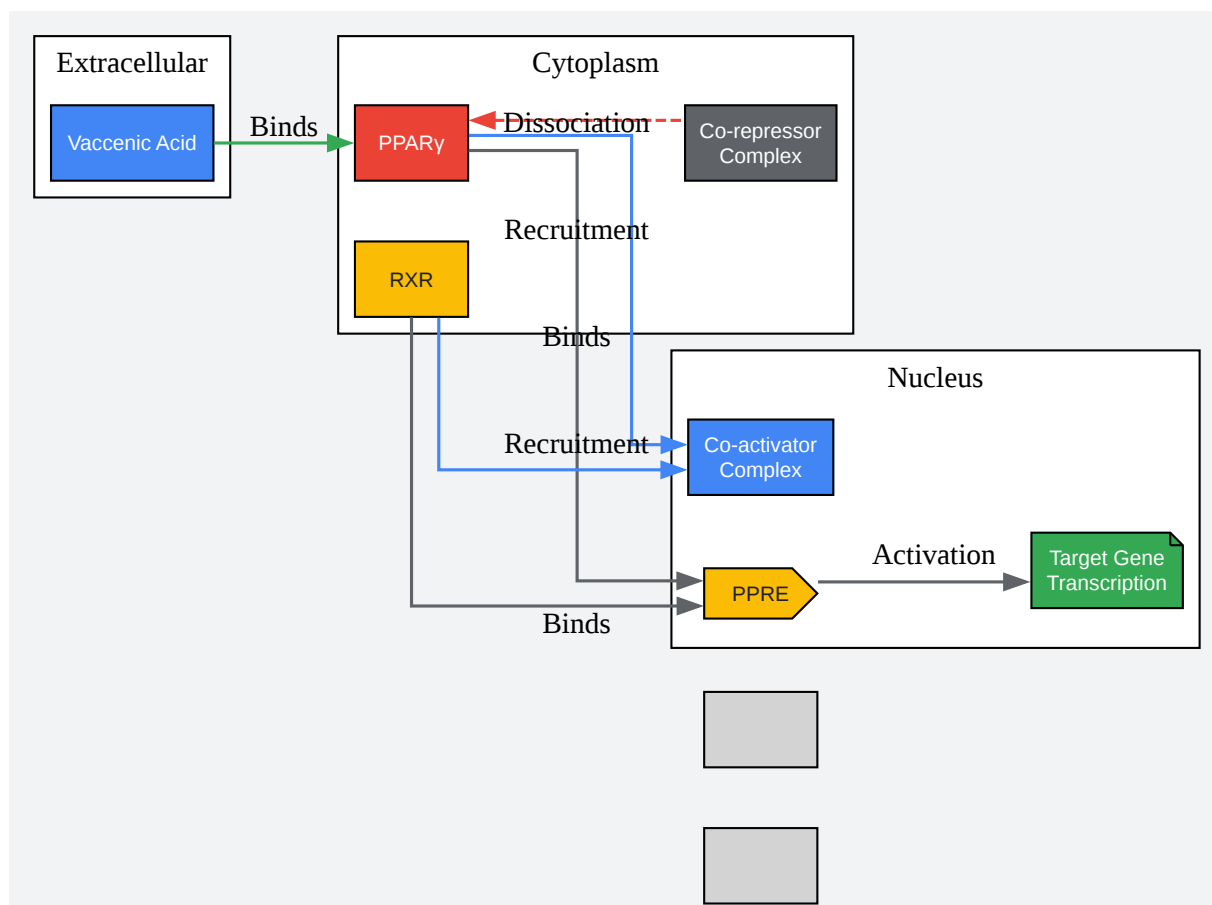 Extracellular
Cytoplasm
Vaccenic Acid
Binds
PPARγ
Dissociation
Co-repressor
Complex
Recruitment
RXR
Binds
Nucleus
Recruitment
Co-activator
Complex
Activation
Target Gene
Transcription
PPRE
Binds